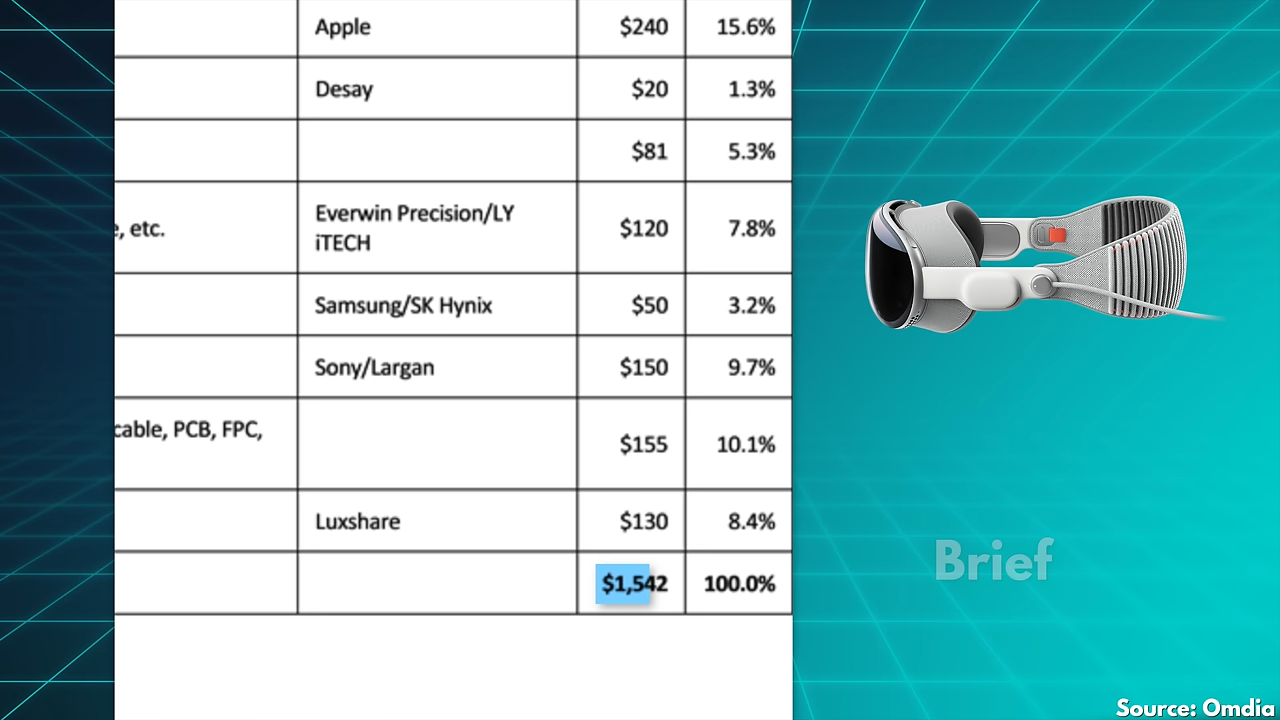 Apple $240 15.6%
Desay $20 1.3%
$81 5.3%
Everwin Precision/LY
e, etc. $120 7.8%
iTECH
Samsung/SK Hynix $50 3.2%
Sony/Largan $150 9.7%
cable, PCB, FPC,
$155 10.1%
Luxshare $130 8.4%
$1,542 100.0%
Brief
Source: Omdia